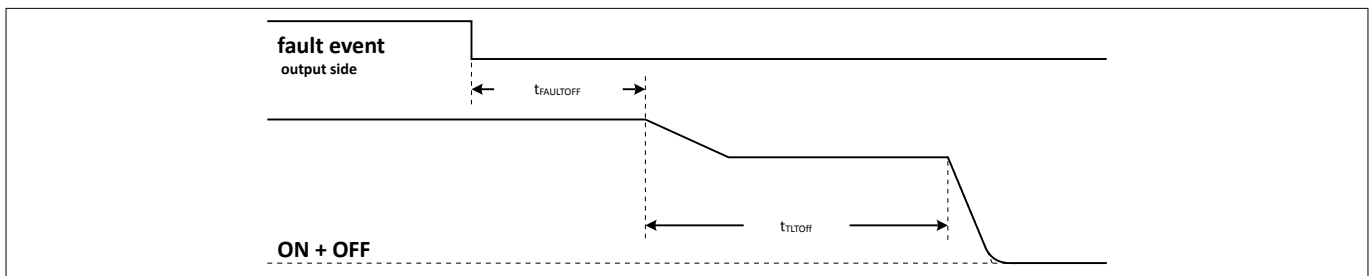 fault event
output side
tFAULTOFF
tTLTOff
ON + OFF